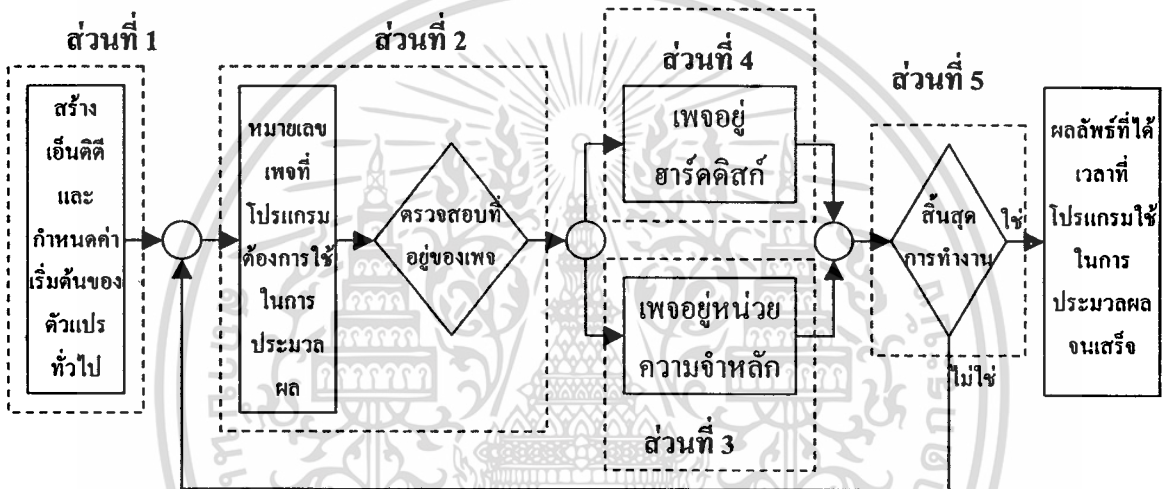 ส่วนที่ 1
สร้าง
เอ็นติตี
และ
กำหนดค่า
เริ่มต้นของ
ตัวแปร
ทั่วไป
ส่วนที่ 2
หมายเลข
เพจที่
โปรแกรม
ต้องการใช้
ในการ
ประมวล
ผล
ตรวจสอบที่
อยู่ของเพจ
ส่วนที่ 4
เพจอยู่
ฮาร์ดดิสก์
เพจอยู่หน่วย
ความจำหลัก
ส่วนที่ 3
ส่วนที่ 5
สิ้นสุด
การทำงาน
ใช่
ไม่ใช่
ผลลัพธ์ที่ได้
เวลาที่
โปรแกรมใช้
ในการ
ประมวลผล
จนเสร็จ